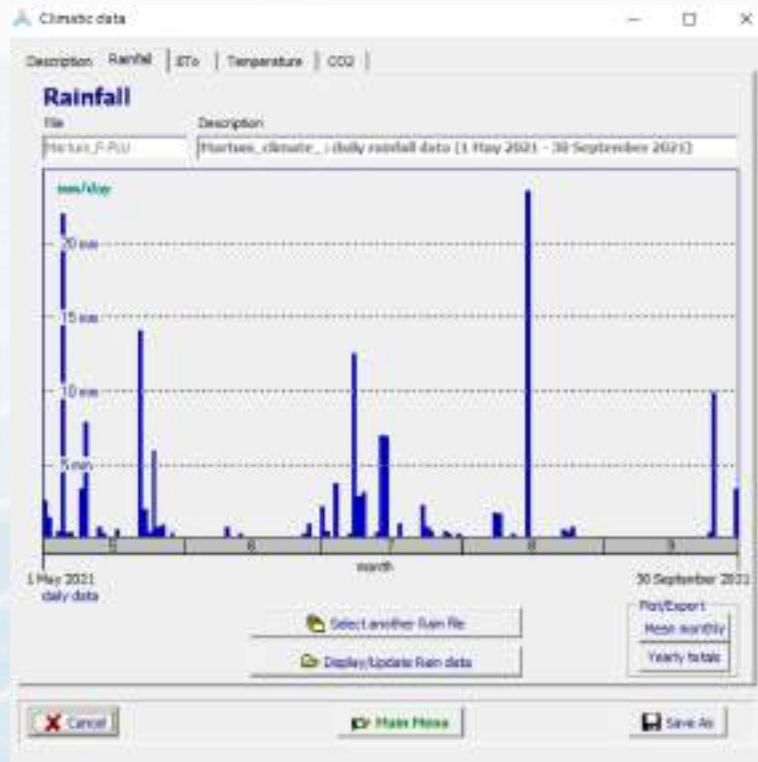 Climatic data
Description Rainfall ETo Temperature CO2
Rainfall
File Description
daily rainfall data (1 May 2021 - 30 September 2021)
mm/day
20 mm
15 mm
10 mm
5 mm
5 6 7 8 9
month
1 May 2021 30 September 2021
daily data
Plot/Export
Select another Rain file
Mean monthly
Display/Update Rain data
Yearly totals
Cancel Main Menu Save As